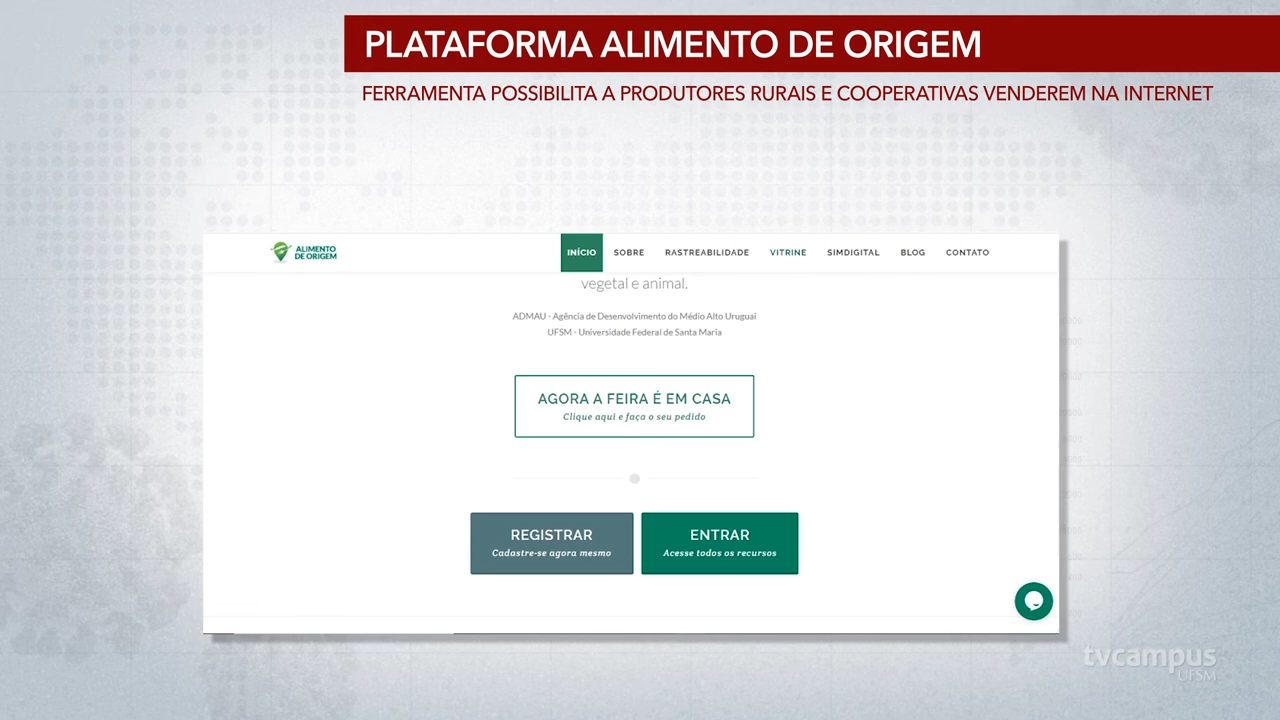 PLATAFORMA ALIMENTO DE ORIGEM
FERRAMENTA POSSIBILITA A PRODUTORES RURAIS E COOPERATIVAS VENDEREM NA INTERNET
ALIMENTO
DE ORIGEM
INÍCIO SOBRE RASTREABILIDADE VITRINE SIMDIGITAL BLOG CONTATO
vegetal e animal.
ADMAU - Agência de Desenvolvimento do Médio Alto Uruguai
UFSM - Universidade Federal de Santa Maria
AGORA A FEIRA É EM CASA
Clique aqui e faça o seu pedido
REGISTRAR
Cadastre-se agora mesmo
ENTRAR
Acesse todos os recursos
tvcampus
UFSM